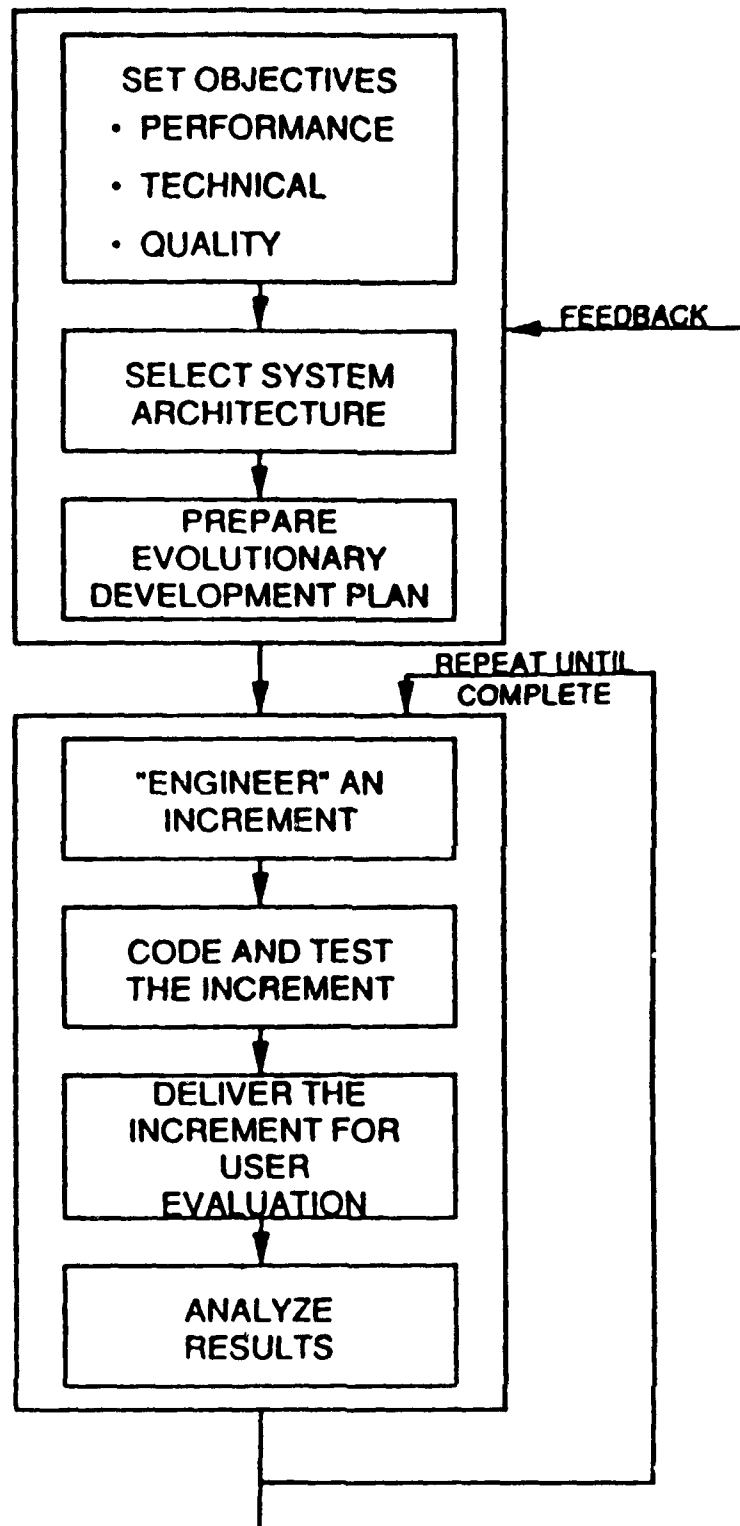 SET OBJECTIVES
• PERFORMANCE
• TECHNICAL
• QUALITY
FEEDBACK
SELECT SYSTEM
ARCHITECTURE
PREPARE
EVOLUTIONARY
DEVELOPMENT PLAN
REPEAT UNTIL
COMPLETE
"ENGINEER" AN
INCREMENT
CODE AND TEST
THE INCREMENT
DELIVER THE
INCREMENT FOR
USER
EVALUATION
ANALYZE
RESULTS